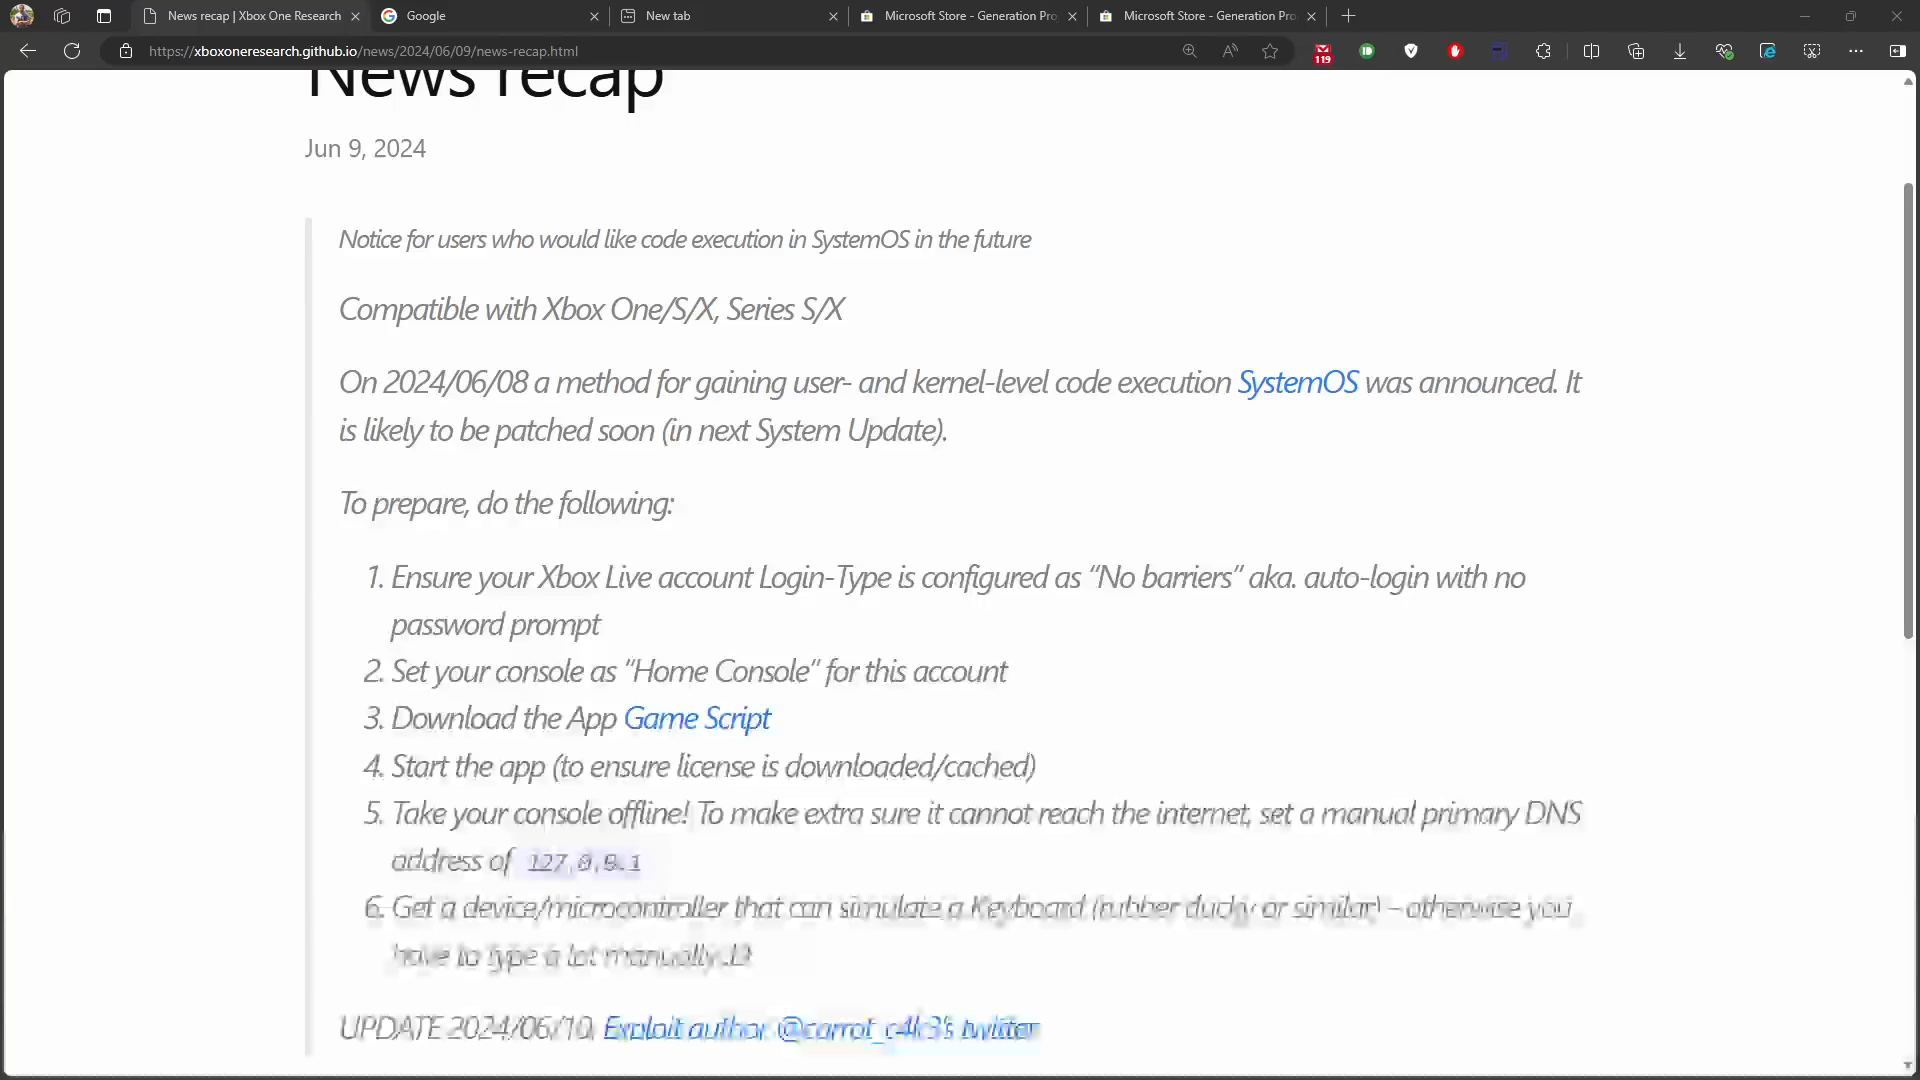 News recap | Xbox One Research
Google
New tab
Microsoft Store - Generation Pro
Microsoft Store - Generation Pro
https://xboxoneresearch.github.io/news/2024/06/09/news-recap.html
119
News recap
Jun 9, 2024
Notice for users who would like code execution in SystemOS in the future
Compatible with Xbox One/S/X, Series S/X
On 2024/06/08 a method for gaining user- and kernel-level code execution SystemOS was announced. It
is likely to be patched soon (in next System Update).
To prepare, do the following:
1. Ensure your Xbox Live account Login-Type is configured as “No barriers” aka. auto-login with no
password prompt
2. Set your console as “Home Console” for this account
3. Download the App Game Script
4. Start the app (to ensure license is downloaded/cached)
5. Take your console offline! To make extra sure it cannot reach the internet, set a manual primary DNS
address of 127.0.0.1
6. Get a device/microcontroller that can simulate a Keyboard (rubber ducky or similar) - otherwise you
have to type a lot manually :D
UPDATE 2024/06/10: Exploit author @carrot_c4k3's twitter